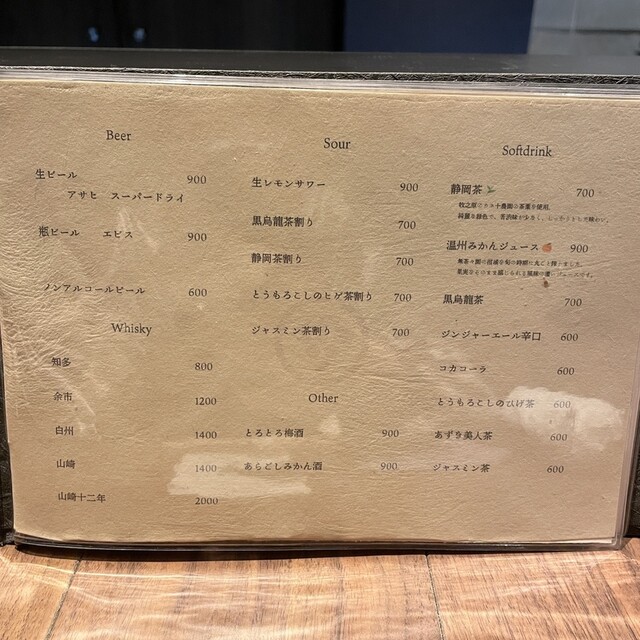 Beer
生ビール 900
アサヒ スーパードライ
瓶ビール エビス 900
ノンアルコールビール 600
Whisky
知多 800
余市 1200
白州 1400
山崎 1400
山崎十二年 2000
Sour
生レモンサワー 900
黒烏龍茶割り 700
静岡茶割り 700
とうもろこしのヒゲ茶割り 700
ジャスミン茶割り 700
Other
とろとろ梅酒 900
あらごしみかん酒 900
Softdrink
静岡茶 700
温州みかんジュース 900
黒烏龍茶 700
ジンジャーエール辛口 600
コカコーラ 600
とうもろこしのひげ茶 600
あずき美人茶 600
ジャスミン茶 600